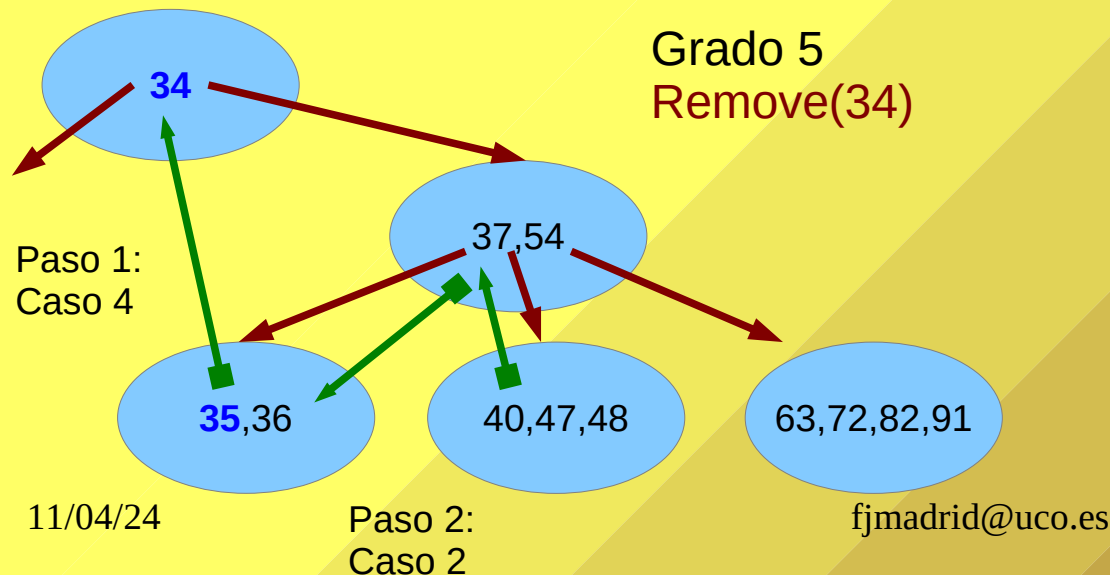 Grado 5
Remove(34)
34
37,54
Paso 1:
Caso 4
35,36
40,47,48
63,72,82,91
11/04/24
Paso 2:
Caso 2
fjmadrid@uco.es